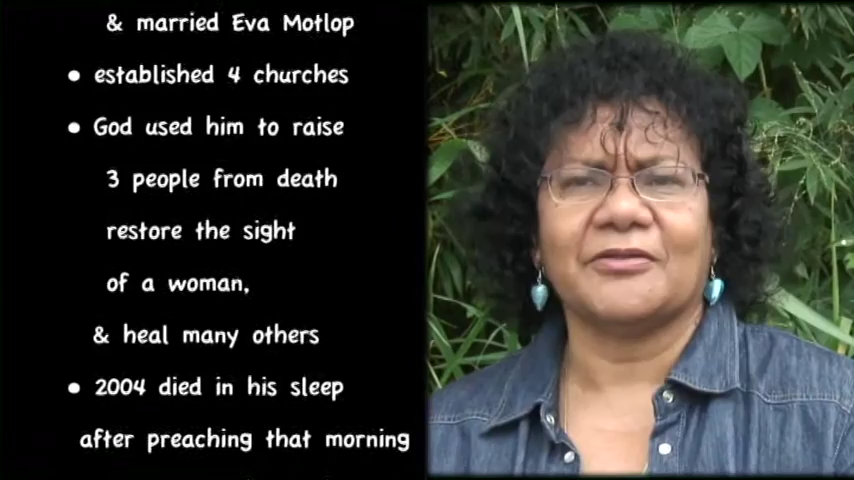 & married Eva Motlop
• established 4 churches
• God used him to raise
3 people from death
restore the sight
of a woman,
& heal many others
• 2004 died in his sleep
after preaching that morning